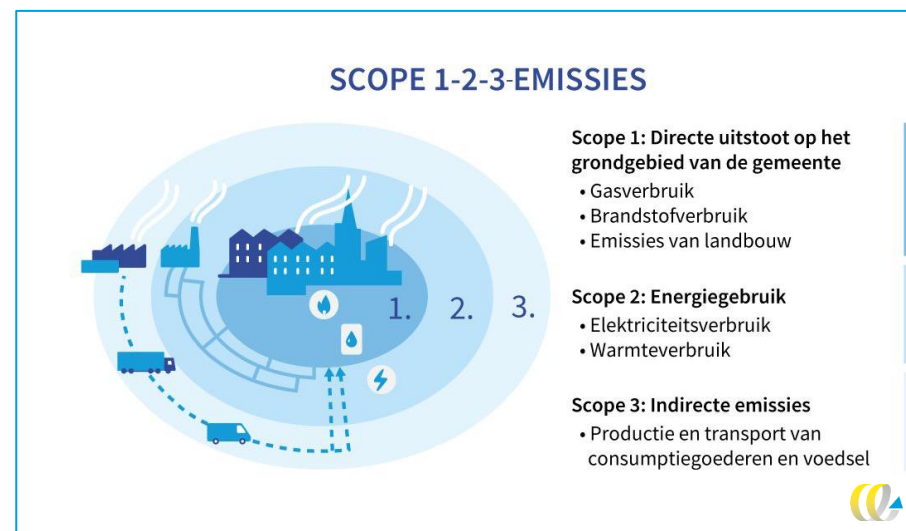 SCOPE 1-2-3-EMISSIES
1.
2.
3.
Scope 1: Directe uitstoot op het
grondgebied van de gemeente
• Gasverbruik
• Brandstofverbruik
• Emissies van landbouw
Scope 2: Energiegebruik
• Elektriciteitsverbruik
• Warmteverbruik
Scope 3: Indirecte emissies
• Productie en transport van
consumptiegoederen en voedsel